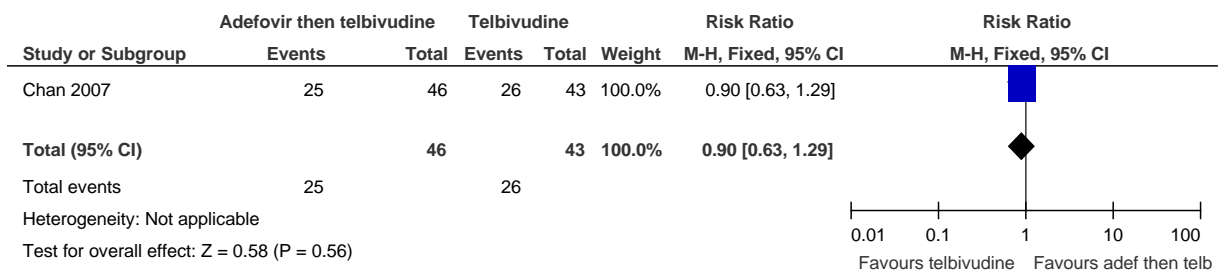 Adefovir then telbivudine Telbivudine Risk Ratio Risk Ratio
Study or Subgroup Events Total Events Total Weight M-H, Fixed, 95% CI M-H, Fixed, 95% CI
Chan 2007 25 46 26 43 100.0% 0.90 [0.63, 1.29]
Total (95% CI) 46 43 100.0% 0.90 [0.63, 1.29]
Total events 25 26
Heterogeneity: Not applicable
Test for overall effect: Z = 0.58 (P = 0.56)
0.01 0.1 1 10 100
Favours telbivudine Favours adef then telb